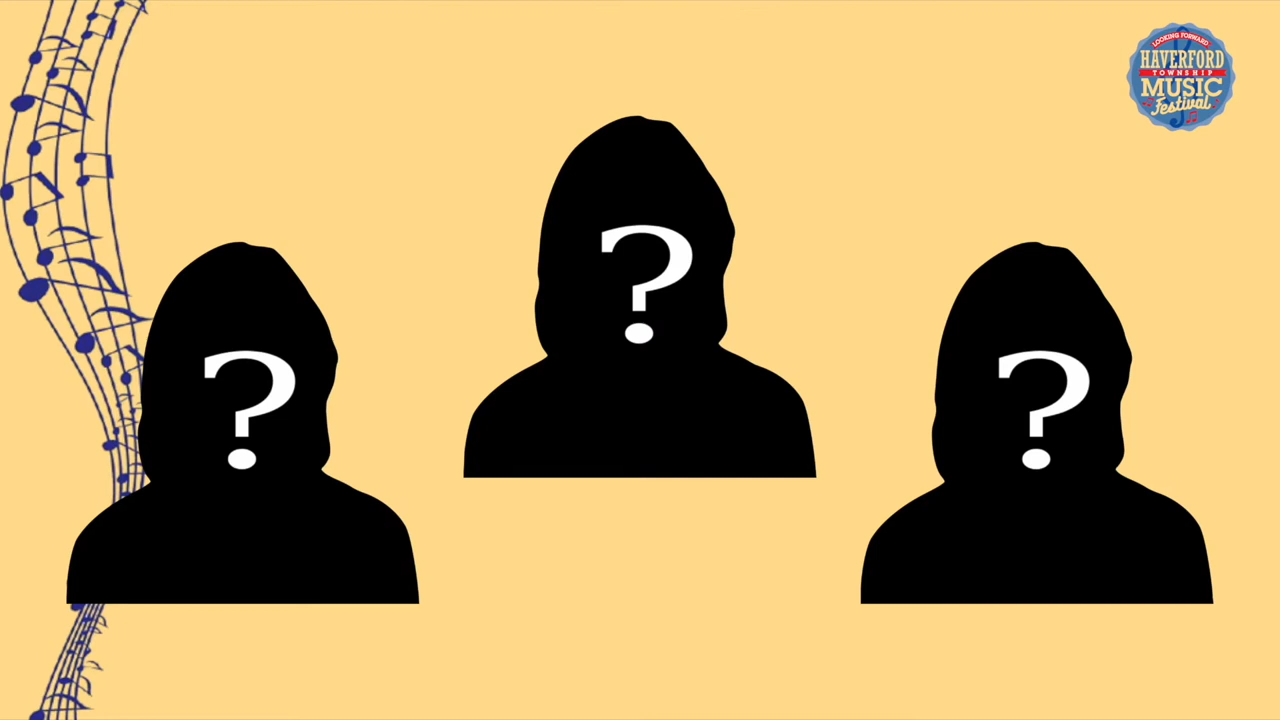 LOOKING FORWARD
HAVERFORD
TOWNSHIP
MUSIC
Festival
?
? ?